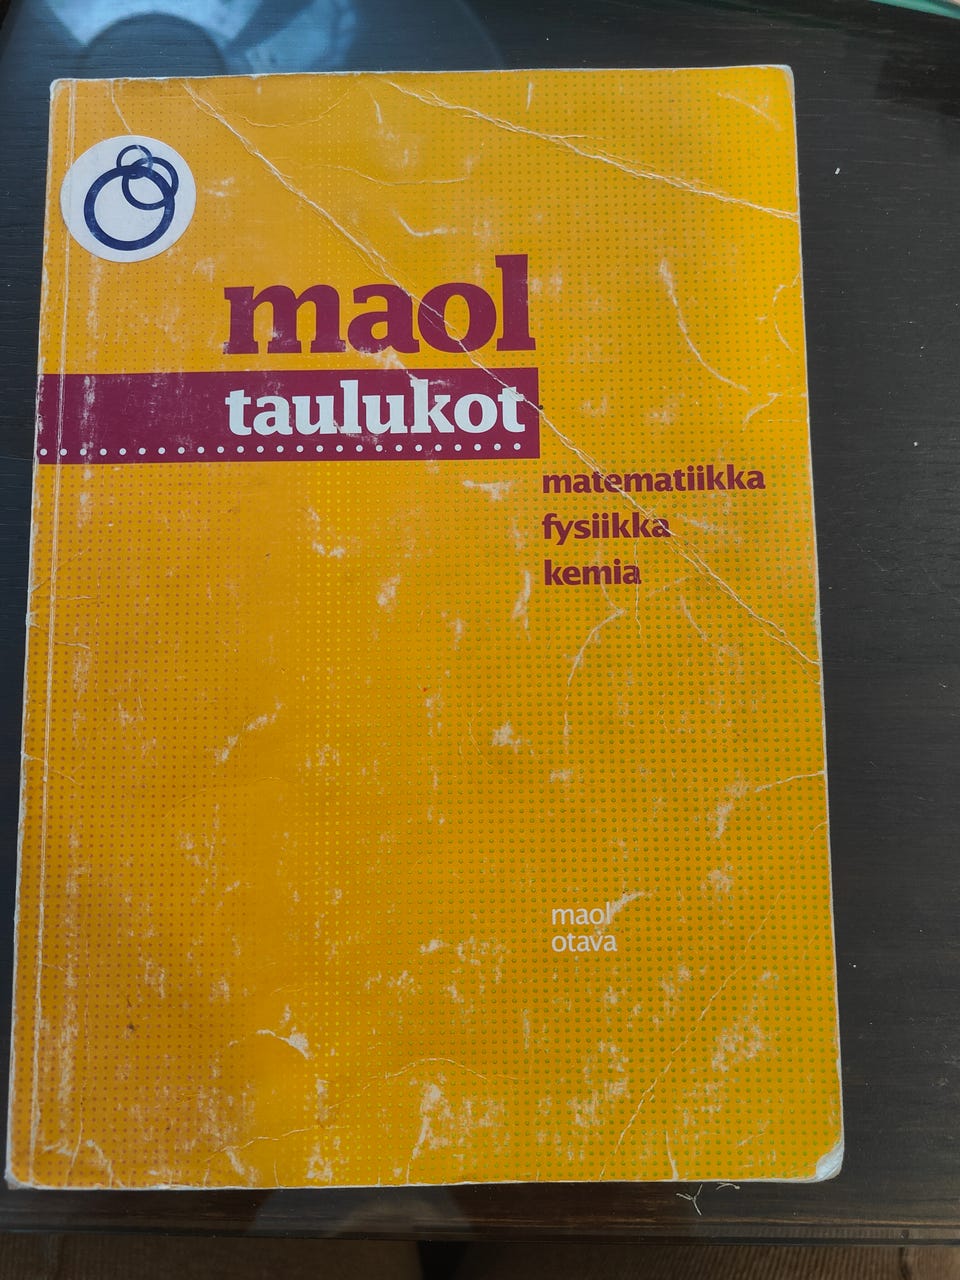 maol
taulukot
matematiikka
fysiikka
kemia
maol
otava